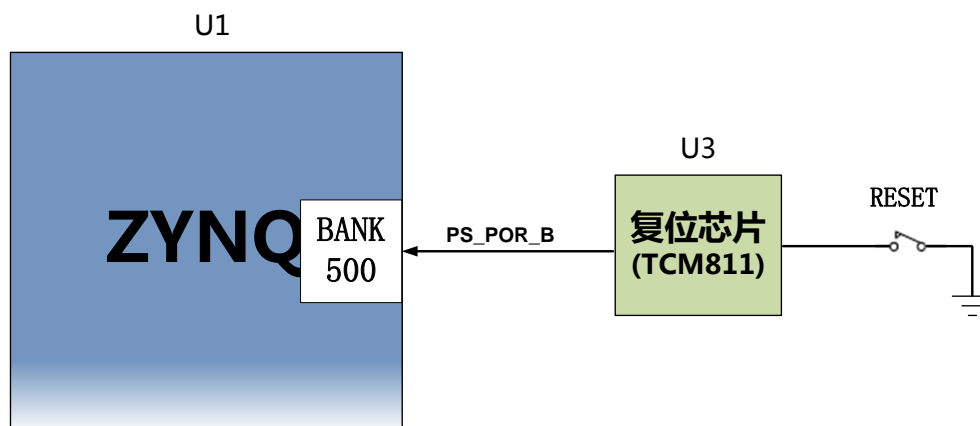 U1
ZYNQ
BANK
500
PS_POR_B
U3
复位芯片
(TCM811)
RESET